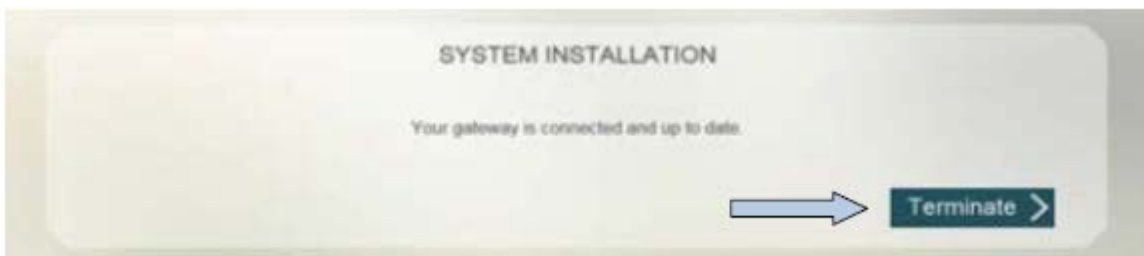 SYSTEM INSTALLATION
Your gateway is connected and up to date.
Terminate